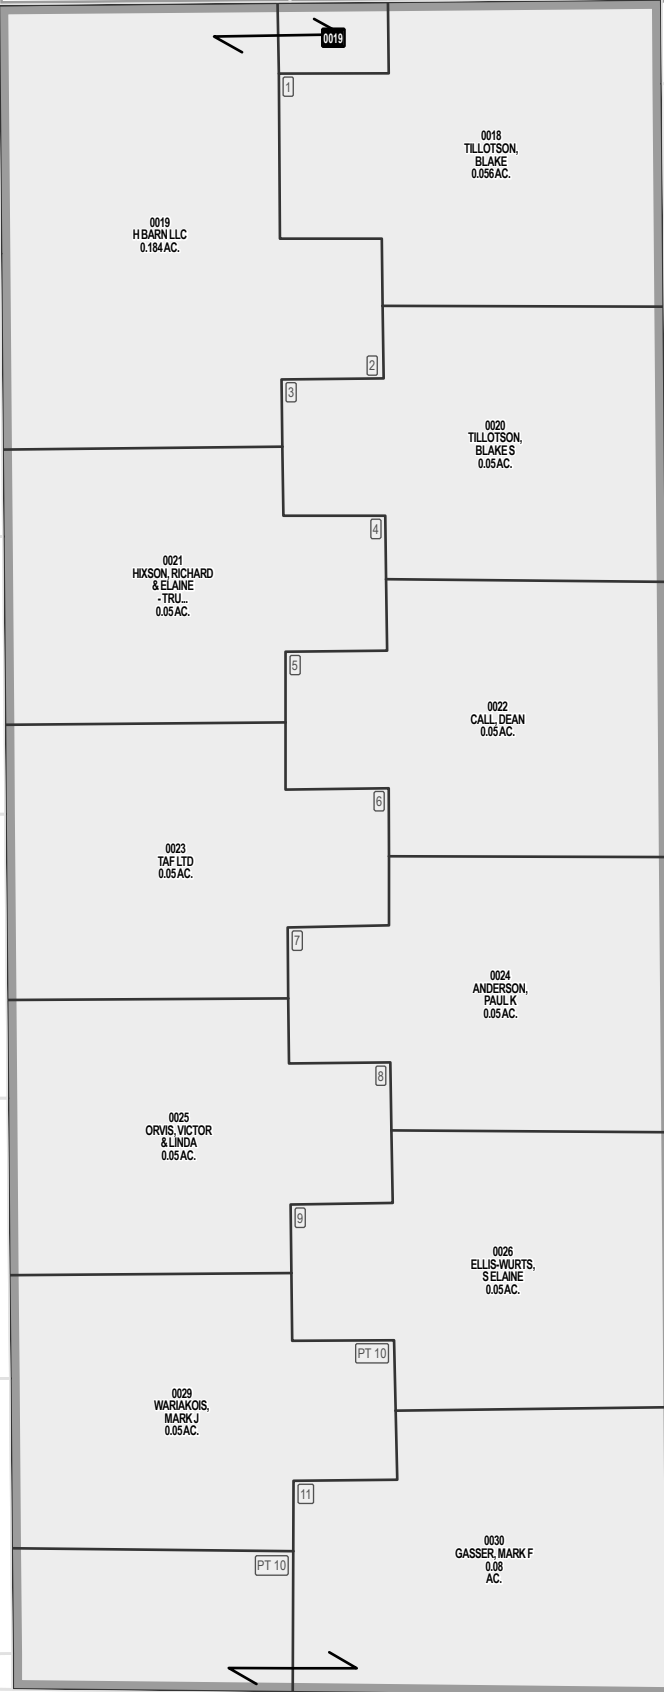 0019
1
0018
TILLOTSON,
BLAKE
0.056 AC.
0019
H BARN LLC
0.184 AC.
2
3
0020
TILLOTSON,
BLAKE S
0.05 AC.
4
0021
HIXSON, RICHARD
& ELAINE
- TRU...
0.05 AC.
5
0022
CALL, DEAN
0.05 AC.
6
0023
TAF LTD
0.05 AC.
7
0024
ANDERSON,
PAUL K
0.05 AC.
8
0025
ORVIS, VICTOR
& LINDA
0.05 AC.
9
0026
ELLIS-WURTS,
S ELAINE
0.05 AC.
PT 10
0029
WARIAKOIS,
MARK J
0.05 AC.
11
0030
GASSER, MARK F
0.08
AC.
PT 10